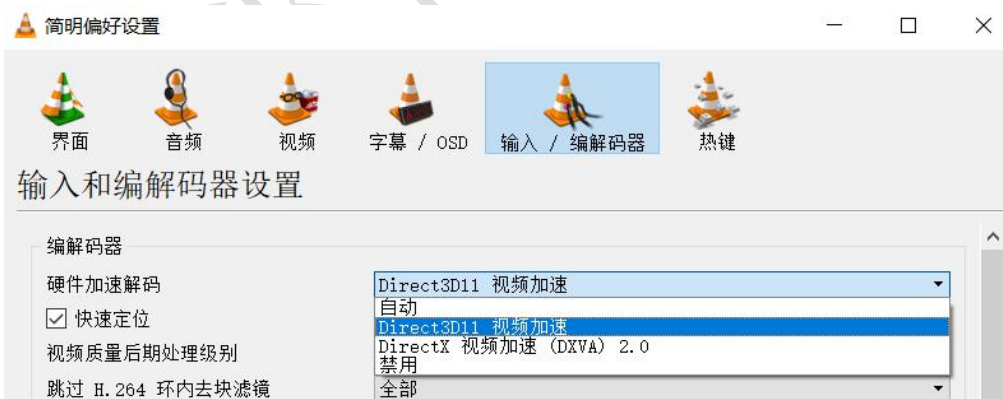 简明偏好设置
界面 音频 视频 字幕 / OSD 输入 / 编解码器 热键
输入和编解码器设置
编解码器
硬件加速解码 Direct3D11 视频加速
自动
快速定位 Direct3D11 视频加速
视频质量后期处理级别 DirectX 视频加速 (DXVA) 2.0
禁用
跳过 H.264 环内去块滤镜 全部